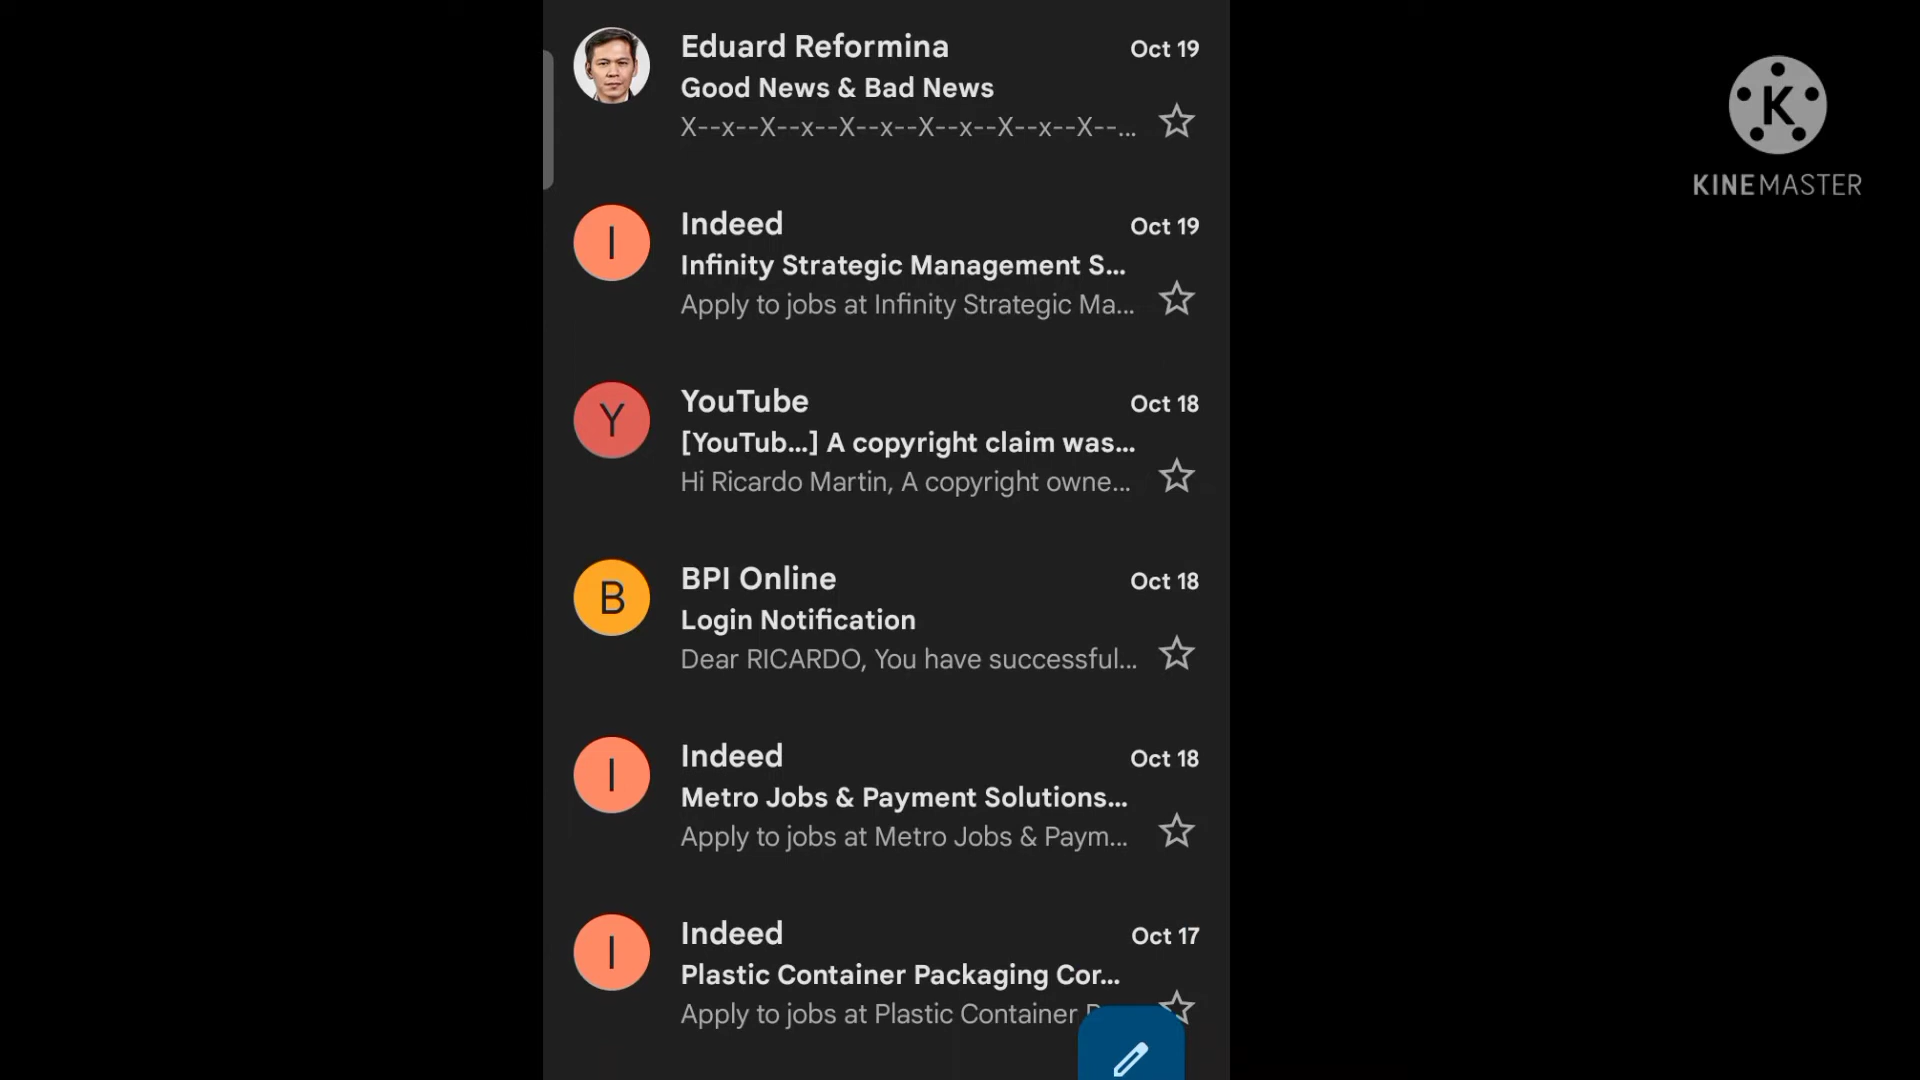 Eduard Reformina
Oct 19
Good News & Bad News
X--x--X--x--X--x--X--x--X--x--X--...
I
Indeed
Oct 19
Infinity Strategic Management S...
Apply to jobs at Infinity Strategic Ma...
Y
YouTube
Oct 18
[YouTub...] A copyright claim was...
Hi Ricardo Martin, A copyright owne...
B
BPI Online
Oct 18
Login Notification
Dear RICARDO, You have successful...
I
Indeed
Oct 18
Metro Jobs & Payment Solutions...
Apply to jobs at Metro Jobs & Paym...
I
Indeed
Oct 17
Plastic Container Packaging Cor...
Apply to jobs at Plastic Container
K
KINEMASTER